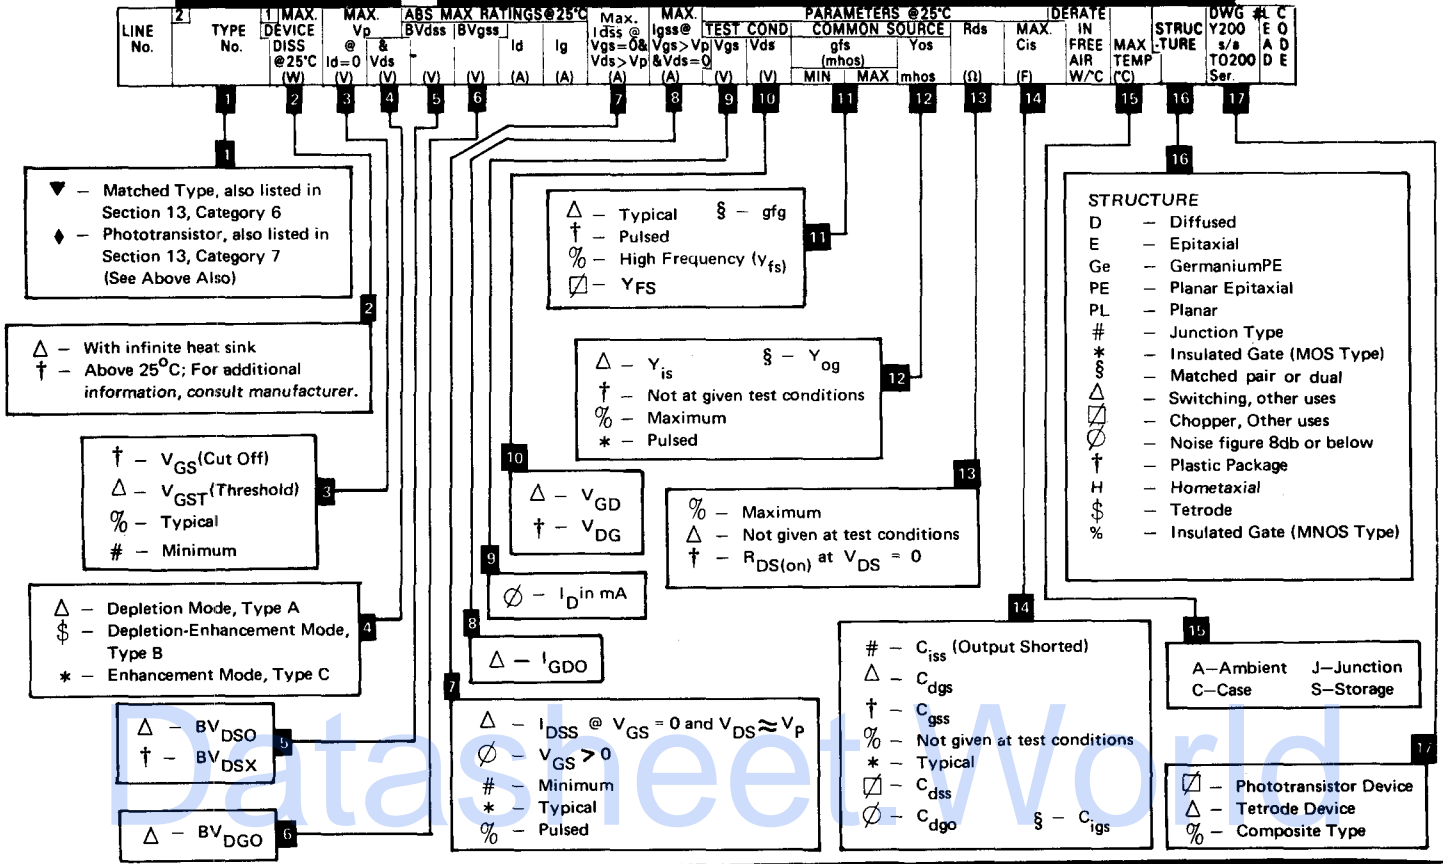 LINE No.
2
TYPE No.
1 MAX. DEVICE DISS @25°C (W)
MAX. Vp @ Id=0 (V)
& Vds (V)
ABS MAX RATINGS@25°C
BVdss (V)
BVgss (V)
Id (A)
Ig (A)
Max. Idss @ Vgs=0& Vds>Vp (A)
MAX. Igss@ Vgs>Vp &Vds=0 (A)
PARAMETERS @25°C
TEST COND
Vgs (V)
Vds (V)
COMMON SOURCE
gfs (mhos)
MIN MAX
Yos mhos
Rds (Ω)
MAX. Cis (F)
DERATE IN FREE AIR W/°C
MAX TEMP (°C)
STRUC-TURE
DWG # Y200 s/a TO200 Ser.
LEAD CODE
1 2 3 4 5 6 7 8 9 10 11 12 13 14 15 16 17
1
▼ – Matched Type, also listed in
Section 13, Category 6
♦ – Phototransistor, also listed in
Section 13, Category 7
(See Above Also)
2
Δ – With infinite heat sink
† – Above 25°C; For additional
information, consult manufacturer.
3
† – VGS(Cut Off)
Δ – VGST(Threshold)
% – Typical
# – Minimum
4
Δ – Depletion Mode, Type A
$ – Depletion-Enhancement Mode,
Type B
* – Enhancement Mode, Type C
5
Δ – BVDSO
† – BVDSX
6
Δ – BVDGO
7
Δ – IDSS @ VGS = 0 and VDS ≈ VP
∅ – VGS > 0
# – Minimum
* – Typical
% – Pulsed
8
Δ – IGDO
9
∅ – ID in mA
10
Δ – VGD
† – VDG
11
Δ – Typical § – gfg
† – Pulsed
% – High Frequency (yfs)
⍁ – YFS
12
Δ – Yis § – Yog
† – Not at given test conditions
% – Maximum
* – Pulsed
13
% – Maximum
Δ – Not given at test conditions
† – RDS(on) at VDS = 0
14
# – Ciss (Output Shorted)
Δ – Cdgs
† – Cgss
% – Not given at test conditions
* – Typical
⍁ – Cdss
∅ – Cdgo § – Cigs
15
A–Ambient J–Junction
C–Case S–Storage
16
STRUCTURE
D – Diffused
E – Epitaxial
Ge – GermaniumPE
PE – Planar Epitaxial
PL – Planar
# – Junction Type
* – Insulated Gate (MOS Type)
§ – Matched pair or dual
Δ – Switching, other uses
⍁ – Chopper, Other uses
∅ – Noise figure 8db or below
† – Plastic Package
H – Hometaxial
$ – Tetrode
% – Insulated Gate (MNOS Type)
17
⍁ – Phototransistor Device
Δ – Tetrode Device
% – Composite Type
Datasheet.World